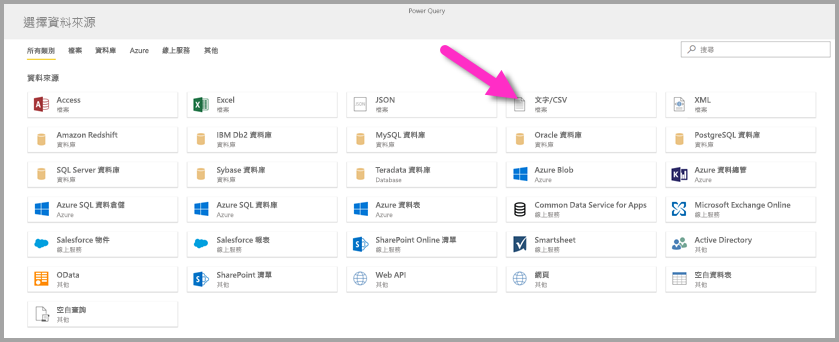 Power Query
選擇資料來源
所有類別 檔案 資料庫 Azure 線上服務 其他
搜尋
資料來源
Access Excel JSON 文字/CSV XML
檔案 檔案 檔案 檔案 檔案
Amazon Redshift IBM Db2 資料庫 MySQL 資料庫 Oracle 資料庫 PostgreSQL 資料庫
資料庫 資料庫 資料庫 資料庫 資料庫
SQL Server 資料庫 Sybase 資料庫 Teradata 資料庫 Azure Blob Azure 資料總管
資料庫 資料庫 Database Azure Azure
Azure SQL 資料倉儲 Azure SQL 資料庫 Azure 資料表 Common Data Service for Apps Microsoft Exchange Online
Azure Azure Azure 線上服務 線上服務
Salesforce 物件 Salesforce 報表 SharePoint Online 清單 Smartsheet Active Directory
線上服務 線上服務 線上服務 線上服務 其他
OData SharePoint 清單 Web API 網頁 空白資料表
其他 其他 其他 其他 其他
空白查詢
其他